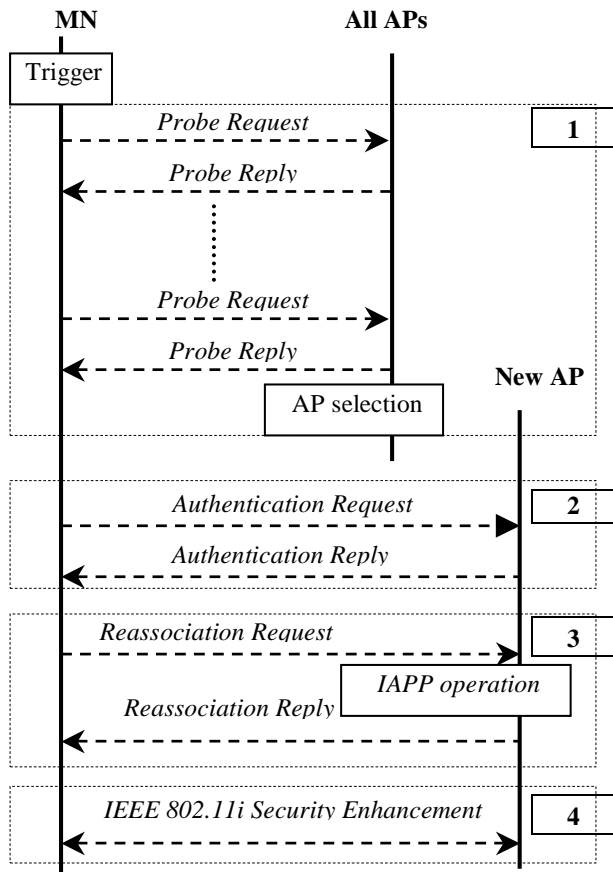 MN
All APs
Trigger
Probe Request
1
Probe Reply
Probe Request
Probe Reply
New AP
AP selection
Authentication Request
2
Authentication Reply
Reassociation Request
3
IAPP operation
Reassociation Reply
IEEE 802.11i Security Enhancement
4